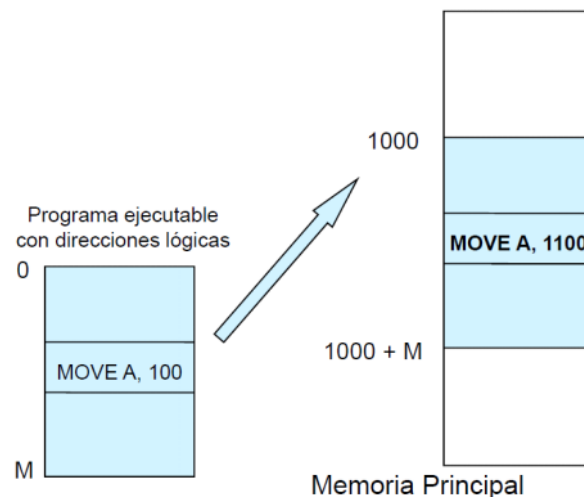 Programa ejecutable
con direcciones lógicas
0
MOVE A, 100
M
1000
MOVE A, 1100
1000 + M
Memoria Principal